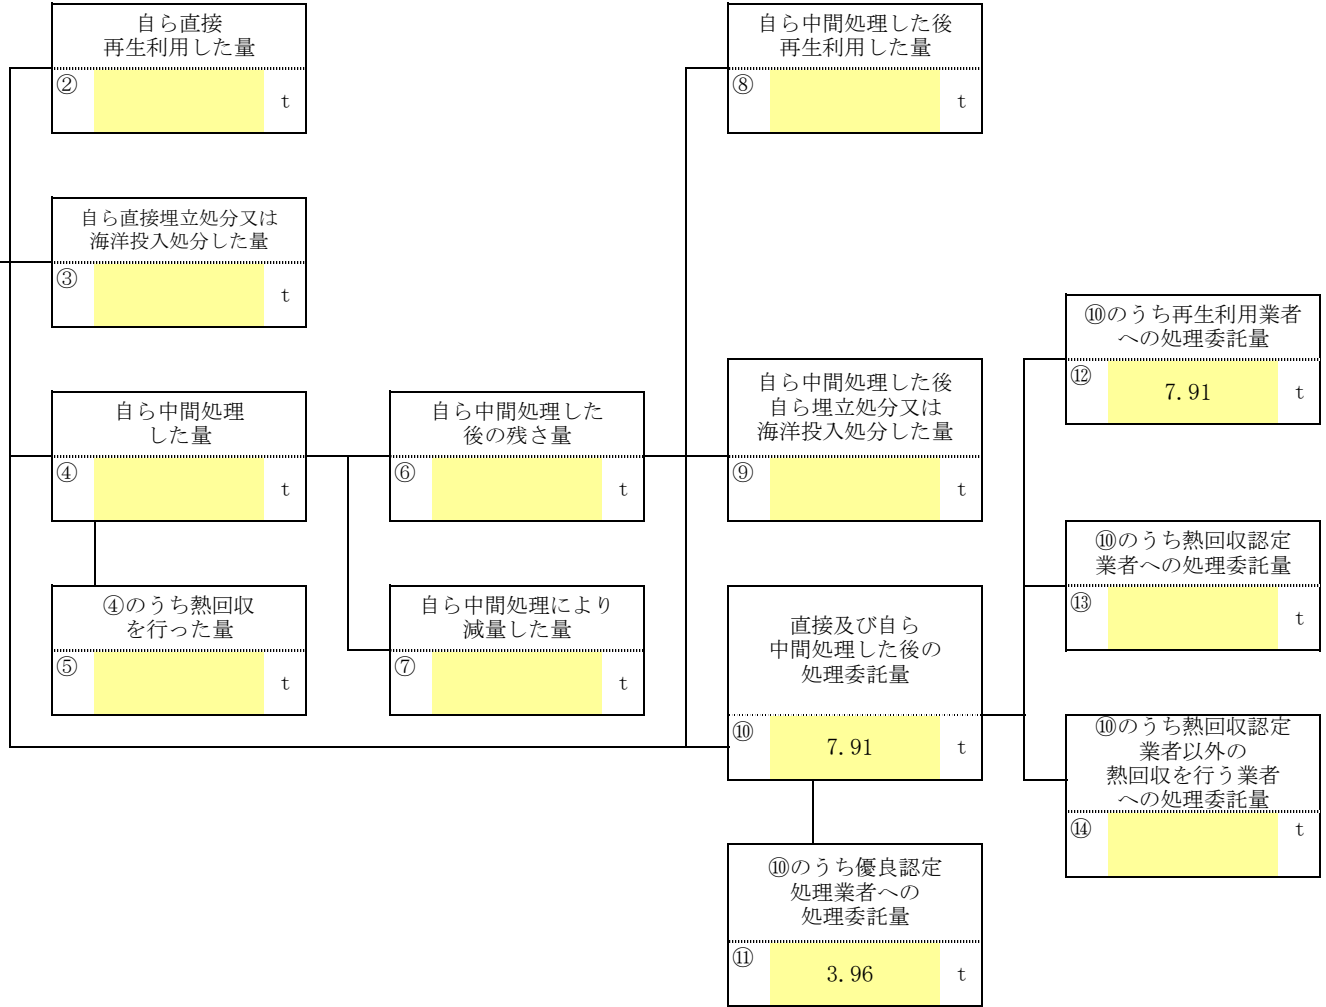 自ら直接
再生利用した量
②
t
自ら中間処理した後
再生利用した量
⑧
t
自ら直接埋立処分又は
海洋投入処分した量
③
t
⑩のうち再生利用業者
への処理委託量
⑫
7.91
t
自ら中間処理
した量
④
t
自ら中間処理した
後の残さ量
⑥
t
自ら中間処理した後
自ら埋立処分又は
海洋投入処分した量
⑨
t
⑩のうち熱回収認定
業者への処理委託量
⑬
t
④のうち熱回収
を行った量
⑤
t
自ら中間処理により
減量した量
⑦
t
直接及び自ら
中間処理した後の
処理委託量
⑩
7.91
t
⑩のうち熱回収認定
業者以外の
熱回収を行う業者
への処理委託量
⑭
t
⑩のうち優良認定
処理業者への
処理委託量
⑪
3.96
t